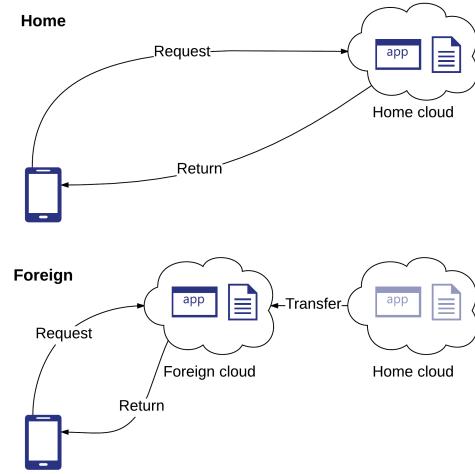 Home
Request
app
Home cloud
Return
Foreign
app
app
Transfer
Request
Foreign cloud
Home cloud
Return